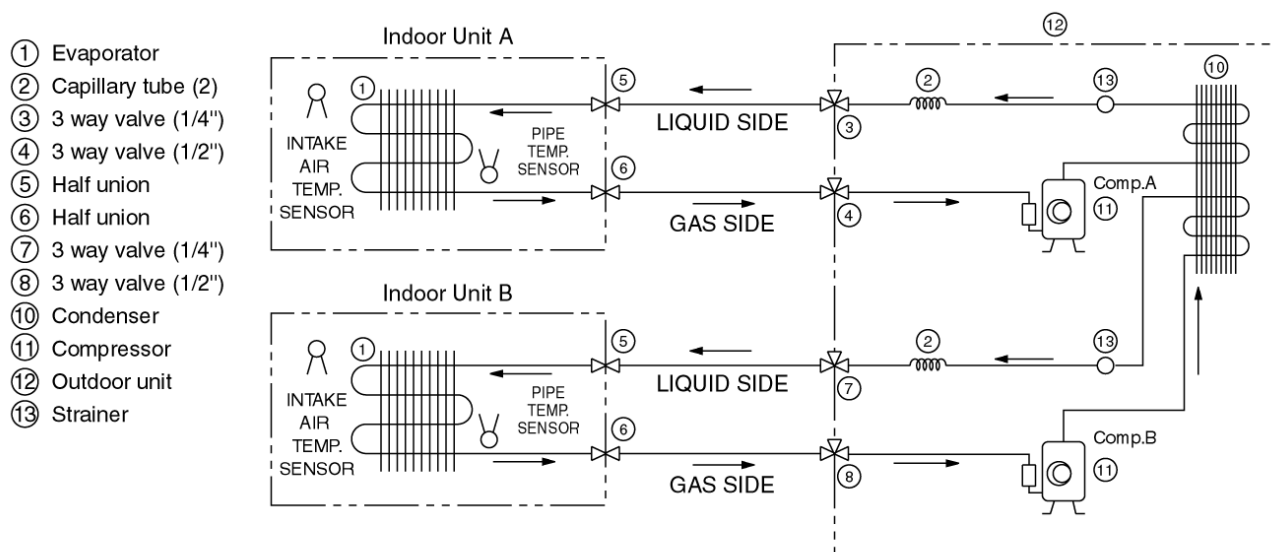 ① Evaporator
② Capillary tube (2)
③ 3 way valve (1/4")
④ 3 way valve (1/2")
⑤ Half union
⑥ Half union
⑦ 3 way valve (1/4")
⑧ 3 way valve (1/2")
⑩ Condenser
⑪ Compressor
⑫ Outdoor unit
⑬ Strainer
Indoor Unit A
①
INTAKE
AIR
TEMP.
SENSOR
PIPE
TEMP.
SENSOR
⑤
⑥
LIQUID SIDE
GAS SIDE
③
④
②
⑬
⑩
⑫
Comp.A
⑪
Indoor Unit B
①
INTAKE
AIR
TEMP.
SENSOR
PIPE
TEMP.
SENSOR
⑤
⑥
LIQUID SIDE
GAS SIDE
⑦
⑧
②
⑬
Comp.B
⑪